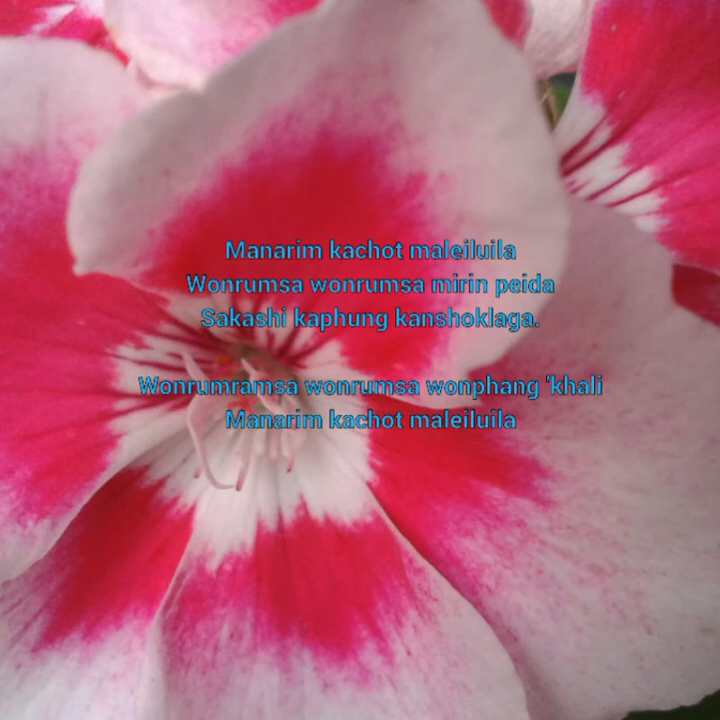 Manarim kachot maleiluila
Wonrumsa wonrumsa mirin peida
Sakashi kaphung kanshoklaga.
Wonrumramsa wonrumsa wonphang 'khali
Manarim kachot maleiluila